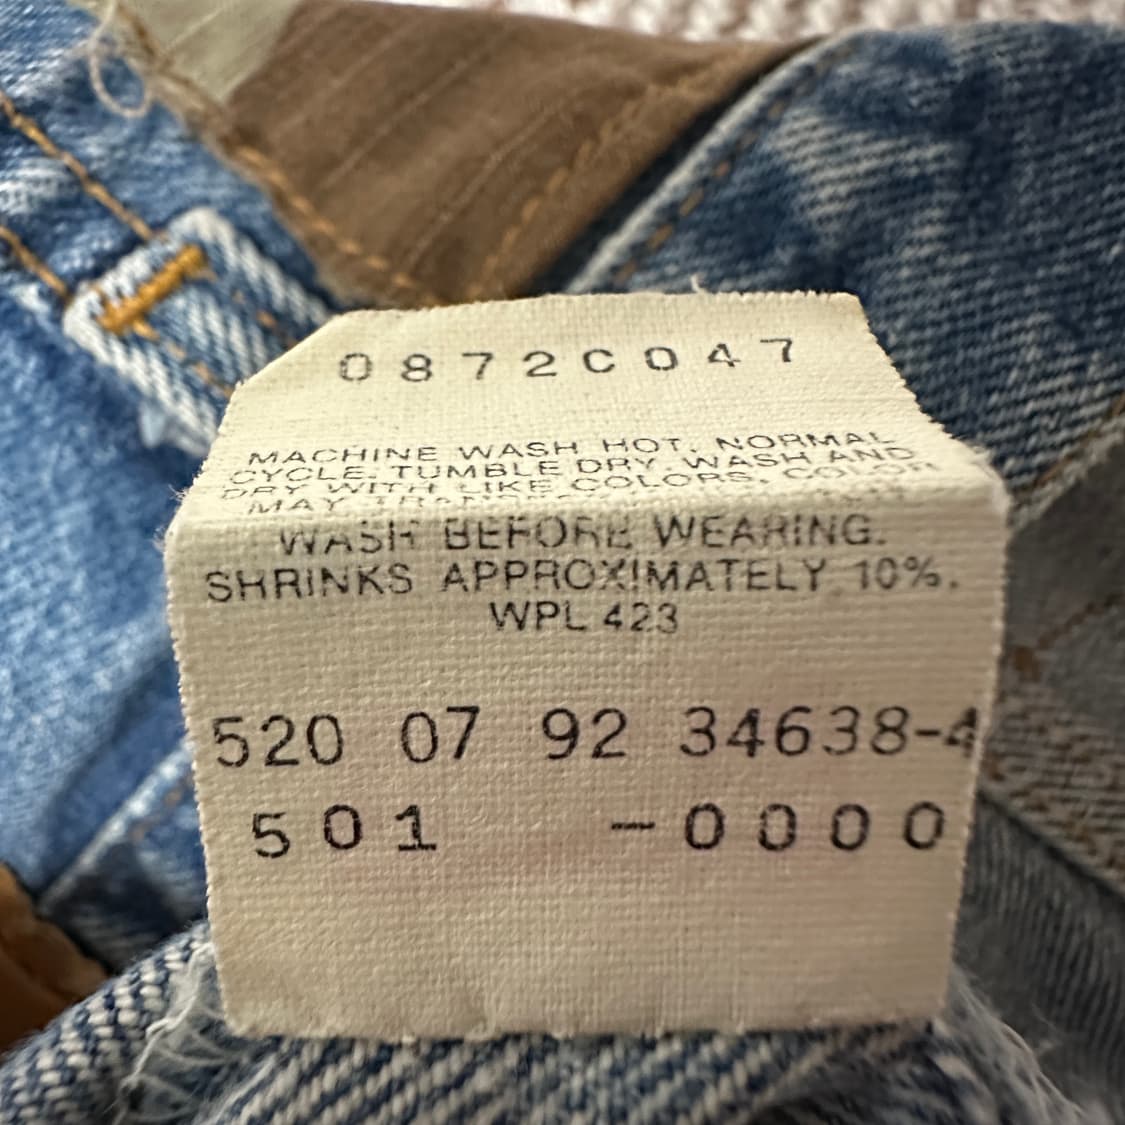 0872C047
MACHINE WASH HOT, NORMAL
CYCLE. TUMBLE DRY. WASH AND
DRY WITH LIKE COLORS, COLOR
MAY
WASH BEFORE WEARING.
SHRINKS APPROXIMATELY 10%.
WPL 423
520 07 92 34638-4
501 -0000